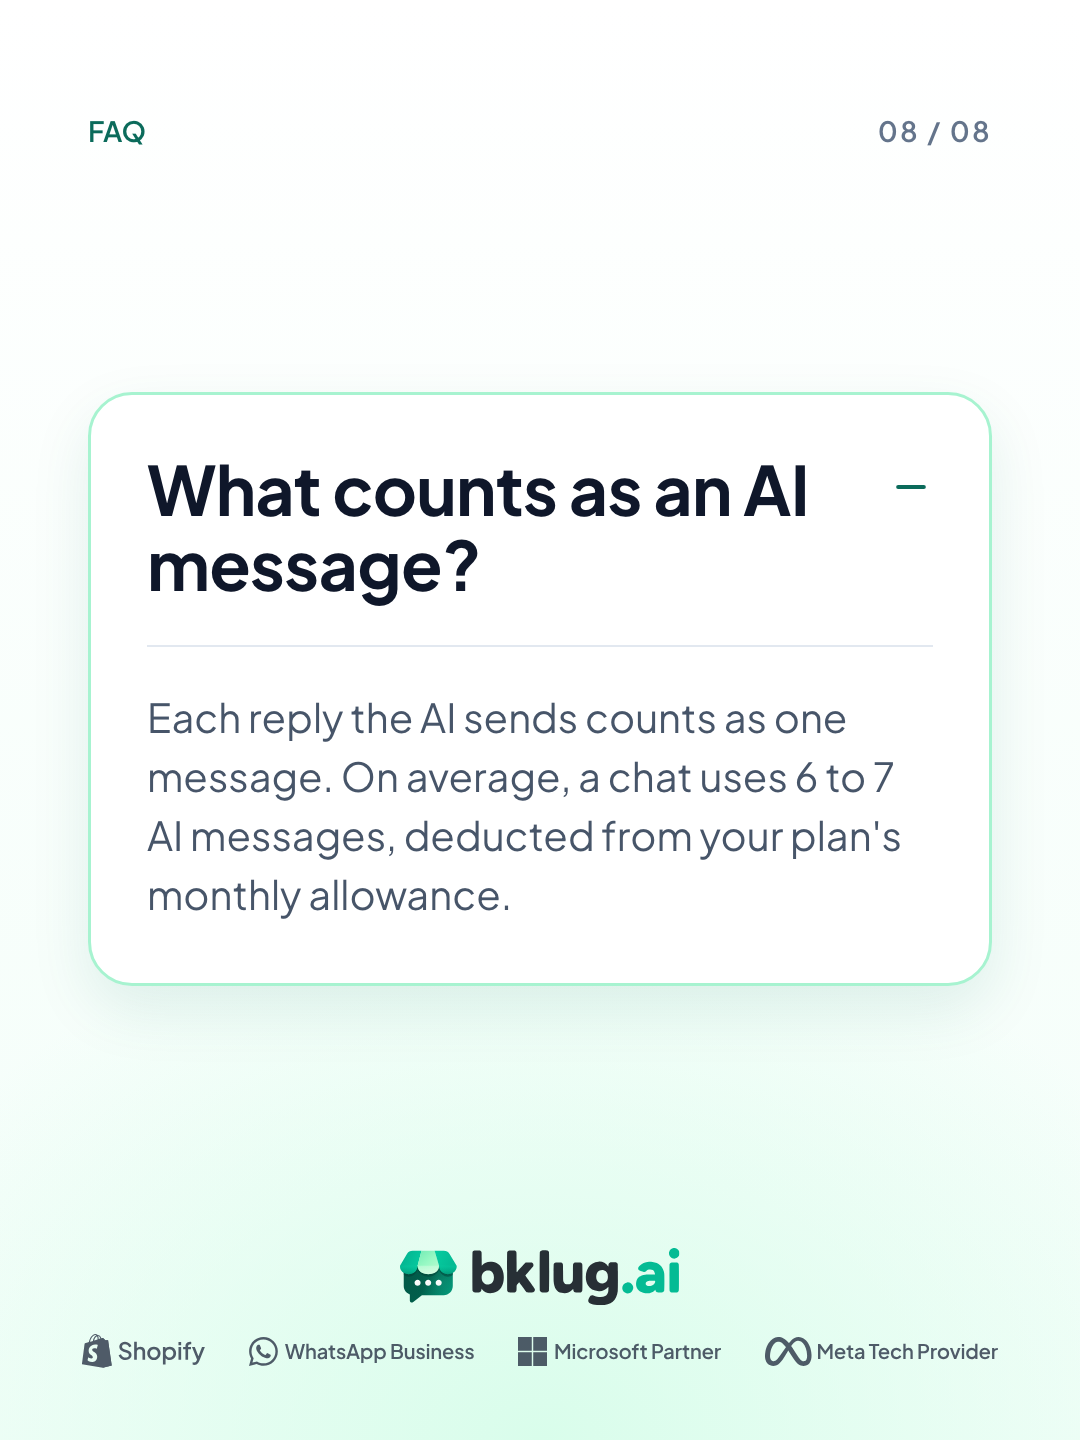 FAQ
08 / 08
What counts as an AI
message?
Each reply the AI sends counts as one
message. On average, a chat uses 6 to 7
AI messages, deducted from your plan's
monthly allowance.
bklug.ai
Shopify
WhatsApp Business
Microsoft Partner
Meta Tech Provider